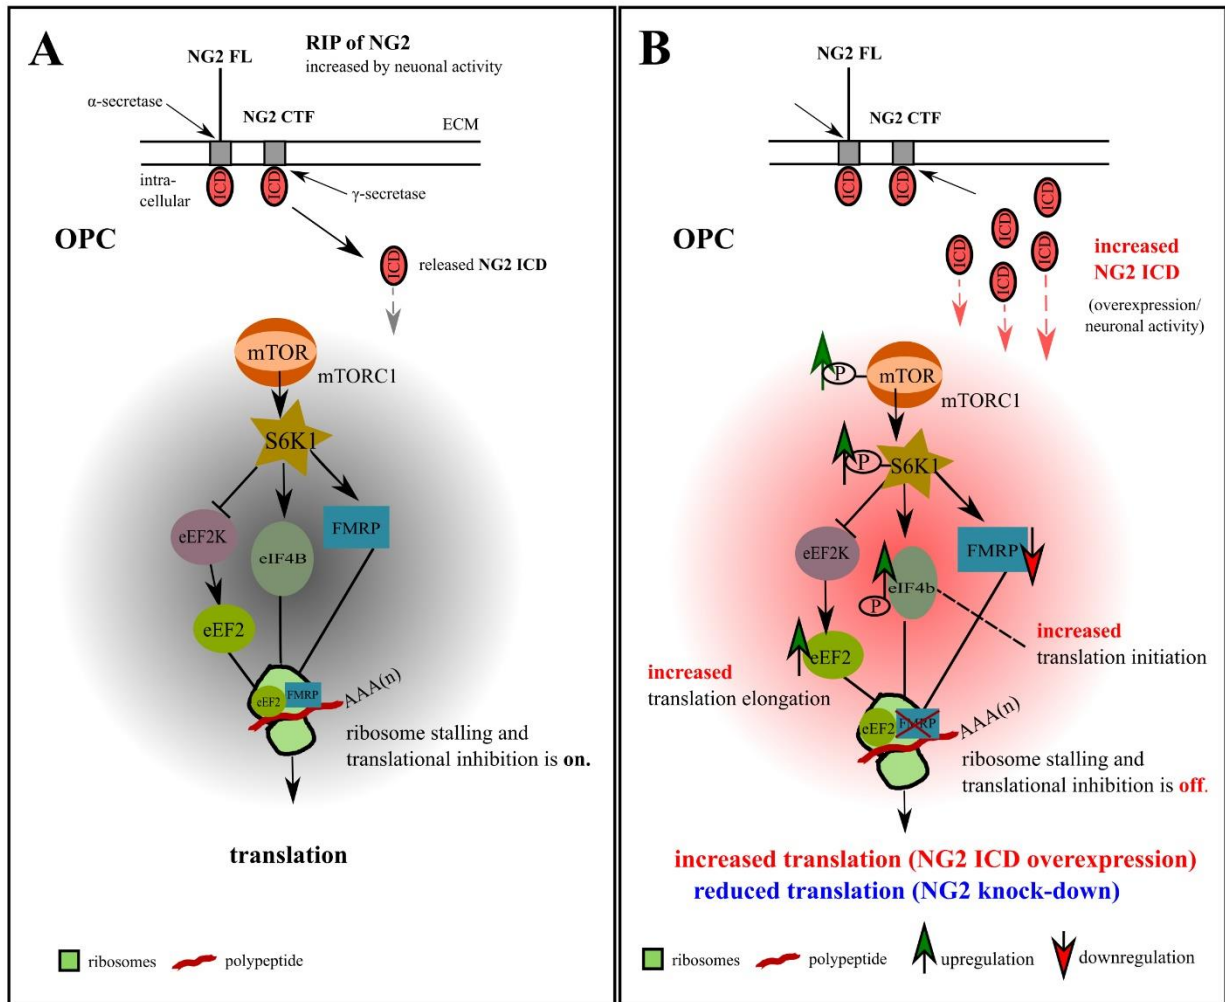 A
NG2 FL
RIP of NG2
increased by neuonal activity
α-secretase
NG2 CTF
ECM
intra-
cellular
ICD
ICD
γ-secretase
OPC
ICD
released NG2 ICD
mTOR
mTORC1
S6K1
eEF2K
eIF4B
FMRP
eEF2
eEF2
FMRP
AAA(n)
ribosome stalling and
translational inhibition is on.
translation
ribosomes
polypeptide
B
NG2 FL
NG2 CTF
ICD
ICD
OPC
ICD
ICD
ICD
ICD
ICD
increased
NG2 ICD
(overexpression/
neuronal activity)
P
mTOR
mTORC1
P
S6K1
eEF2K
eIF4b
P
FMRP
eEF2
increased
translation initiation
increased
translation elongation
eEF2
FMRP
AAA(n)
ribosome stalling and
translational inhibition is off.
increased translation (NG2 ICD overexpression)
reduced translation (NG2 knock-down)
ribosomes
polypeptide
upregulation
downregulation